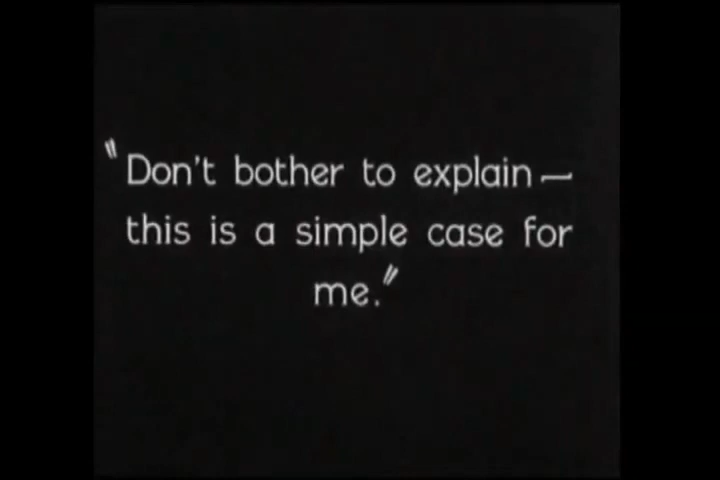 "Don't bother to explain —
this is a simple case for
me."